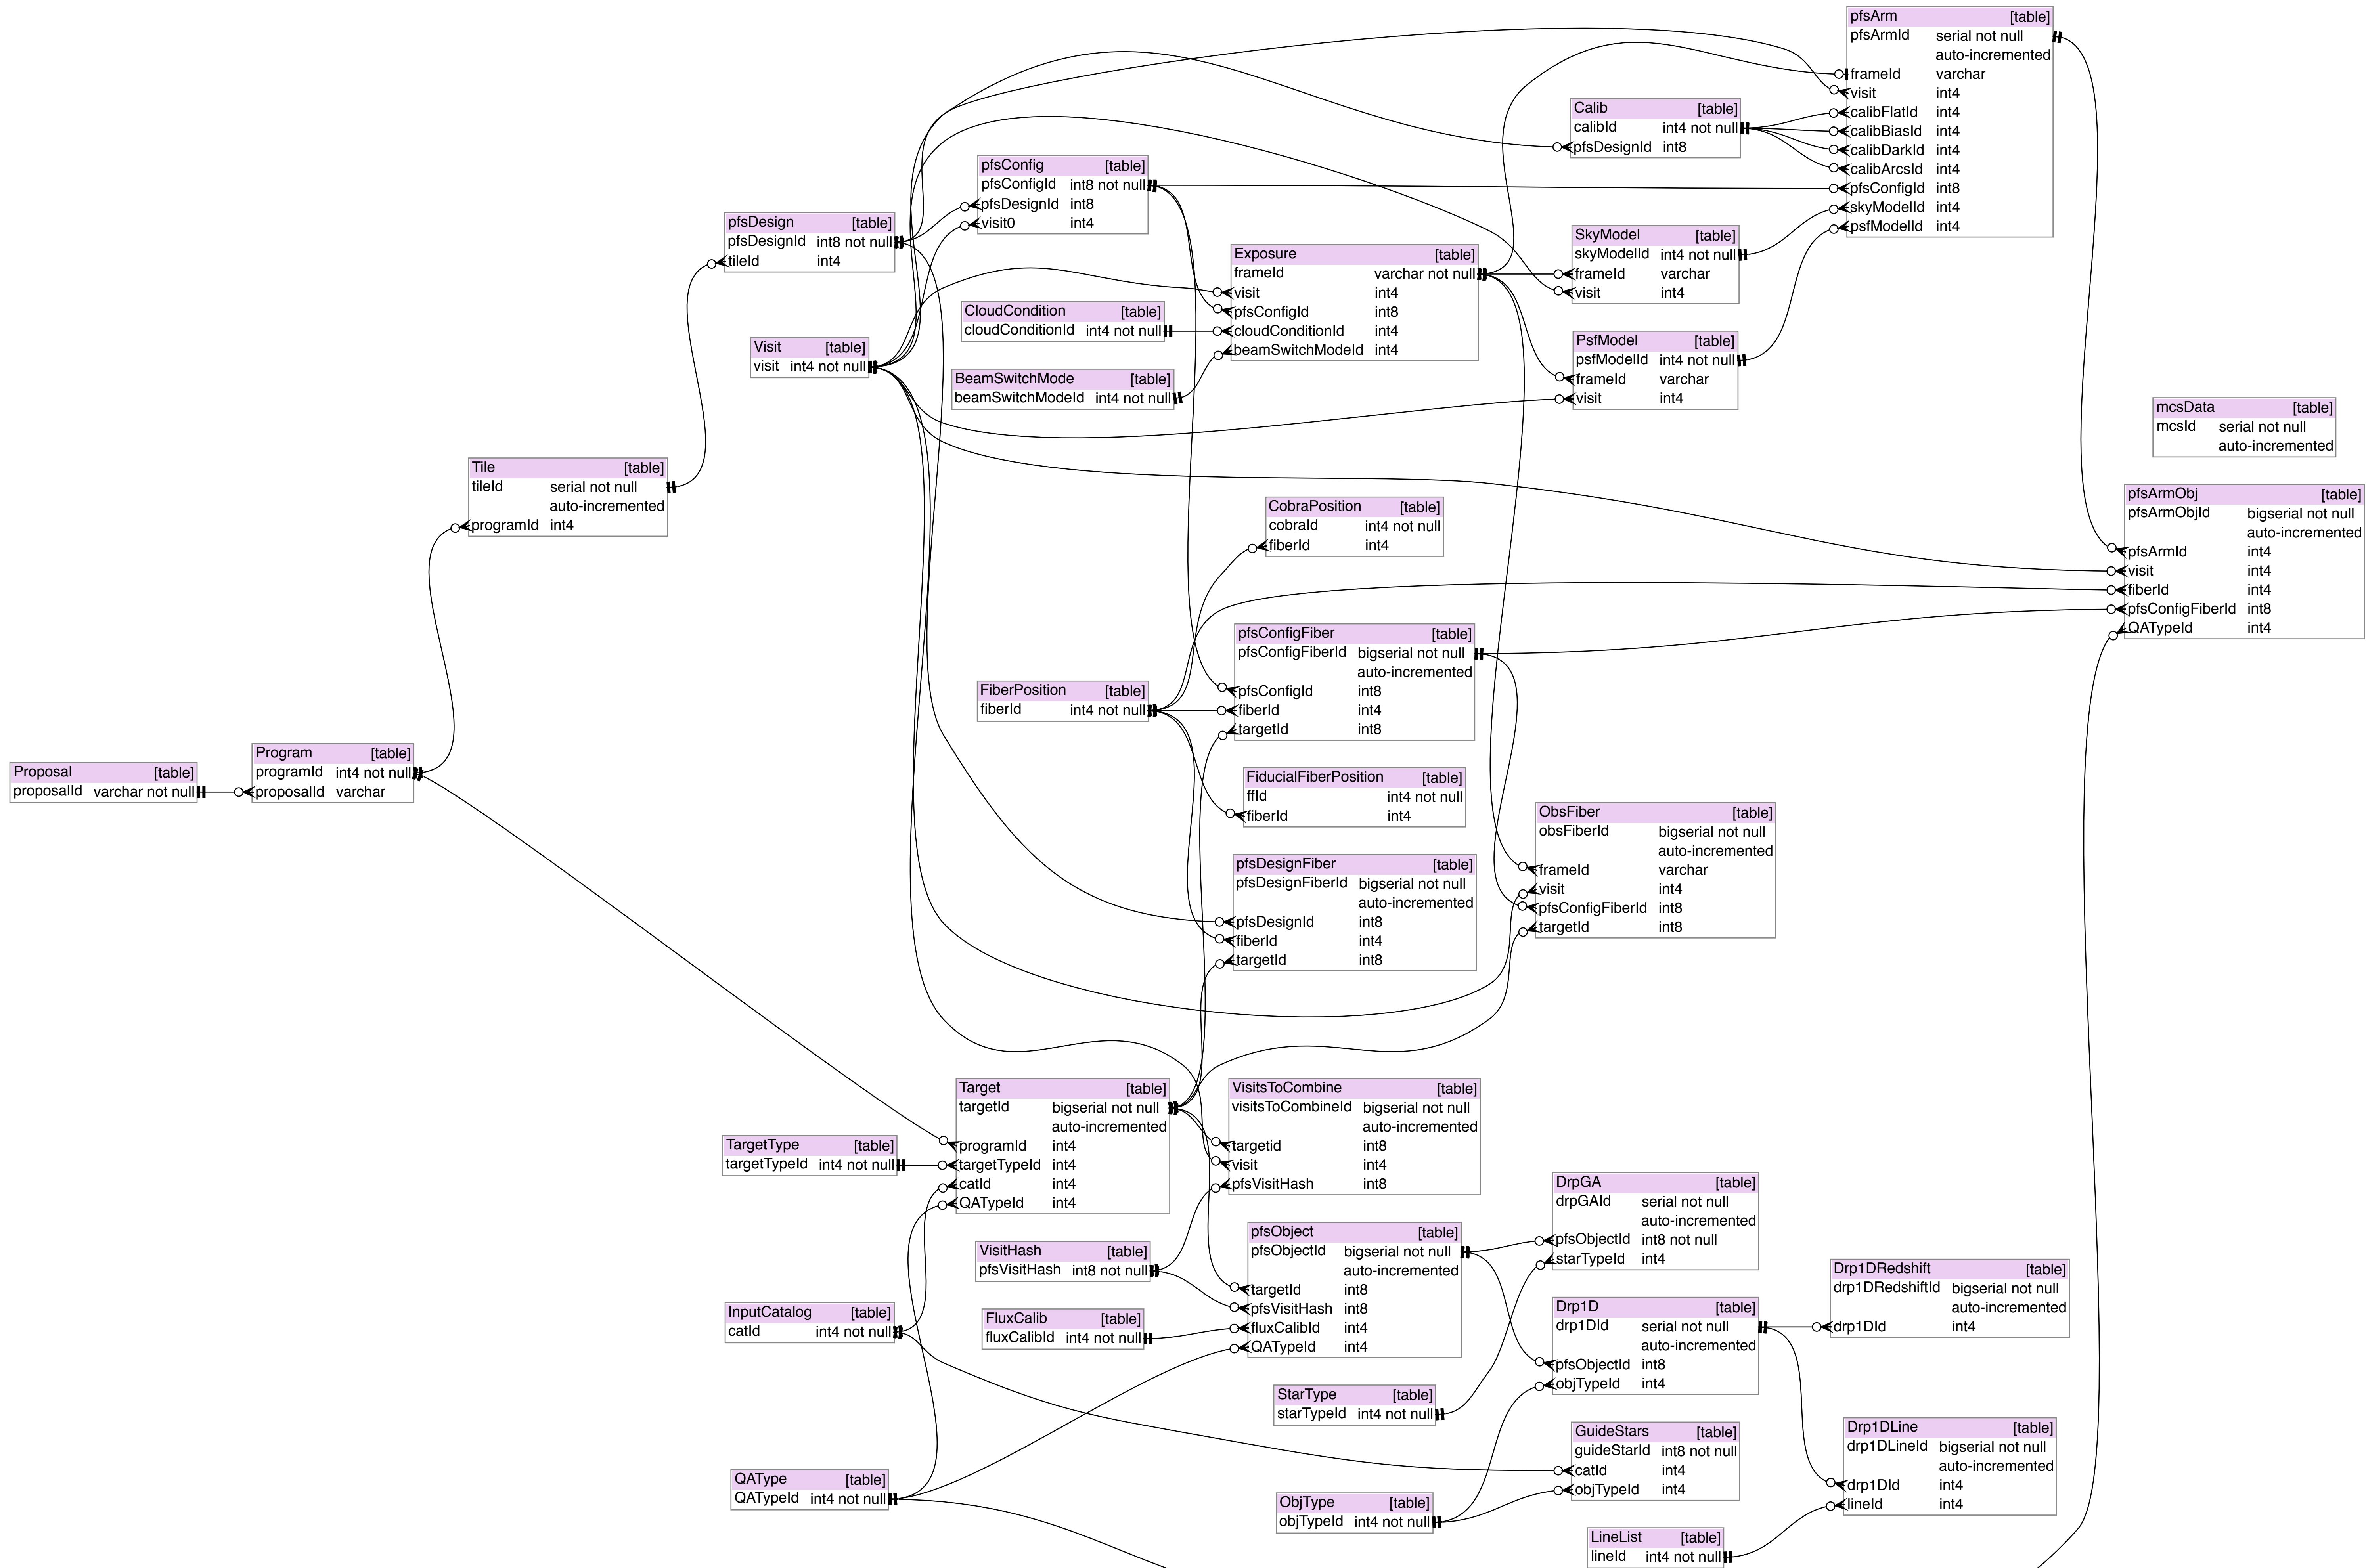 pfsArm [table]
pfsArmId serial not null
auto-incremented
frameId varchar
visit int4
calibFlatId int4
calibBiasId int4
calibDarkId int4
calibArcsId int4
pfsConfigId int8
skyModelId int4
psfModelId int4
Calib [table]
calibId int4 not null
pfsDesignId int8
pfsConfig [table]
pfsConfigId int8 not null
pfsDesignId int8
visit0 int4
pfsDesign [table]
pfsDesignId int8 not null
tileId int4
Exposure [table]
frameId varchar not null
visit int4
pfsConfigId int8
cloudConditionId int4
beamSwitchModeId int4
SkyModel [table]
skyModelId int4 not null
frameId varchar
visit int4
CloudCondition [table]
cloudConditionId int4 not null
Visit [table]
visit int4 not null
PsfModel [table]
psfModelId int4 not null
frameId varchar
visit int4
BeamSwitchMode [table]
beamSwitchModeId int4 not null
mcsData [table]
mcsId serial not null
auto-incremented
Tile [table]
tileId serial not null
auto-incremented
programId int4
pfsArmObj [table]
pfsArmObjId bigserial not null
auto-incremented
pfsArmId int4
visit int4
fiberId int4
pfsConfigFiberId int8
QATypeId int4
CobraPosition [table]
cobraId int4 not null
fiberId int4
pfsConfigFiber [table]
pfsConfigFiberId bigserial not null
auto-incremented
pfsConfigId int8
fiberId int4
targetId int8
FiberPosition [table]
fiberId int4 not null
Program [table]
programId int4 not null
proposalId varchar
Proposal [table]
proposalId varchar not null
FiducialFiberPosition [table]
ffId int4 not null
fiberId int4
ObsFiber [table]
obsFiberId bigserial not null
auto-incremented
frameId varchar
visit int4
pfsConfigFiberId int8
targetId int8
pfsDesignFiber [table]
pfsDesignFiberId bigserial not null
auto-incremented
pfsDesignId int8
fiberId int4
targetId int8
Target [table]
targetId bigserial not null
auto-incremented
programId int4
targetTypeId int4
catId int4
QATypeId int4
VisitsToCombine [table]
visitsToCombineId bigserial not null
auto-incremented
targetid int8
visit int4
pfsVisitHash int8
TargetType [table]
targetTypeId int4 not null
DrpGA [table]
drpGAId serial not null
auto-incremented
pfsObjectId int8 not null
starTypeId int4
pfsObject [table]
pfsObjectId bigserial not null
auto-incremented
targetId int8
pfsVisitHash int8
fluxCalibId int4
QATypeId int4
VisitHash [table]
pfsVisitHash int8 not null
Drp1DRedshift [table]
drp1DRedshiftId bigserial not null
auto-incremented
drp1DId int4
InputCatalog [table]
catId int4 not null
FluxCalib [table]
fluxCalibId int4 not null
Drp1D [table]
drp1DId serial not null
auto-incremented
pfsObjectId int8
objTypeId int4
StarType [table]
starTypeId int4 not null
GuideStars [table]
guideStarId int8 not null
catId int4
objTypeId int4
Drp1DLine [table]
drp1DLineId bigserial not null
auto-incremented
drp1DId int4
lineId int4
QAType [table]
QATypeId int4 not null
ObjType [table]
objTypeId int4 not null
LineList [table]
lineId int4 not null